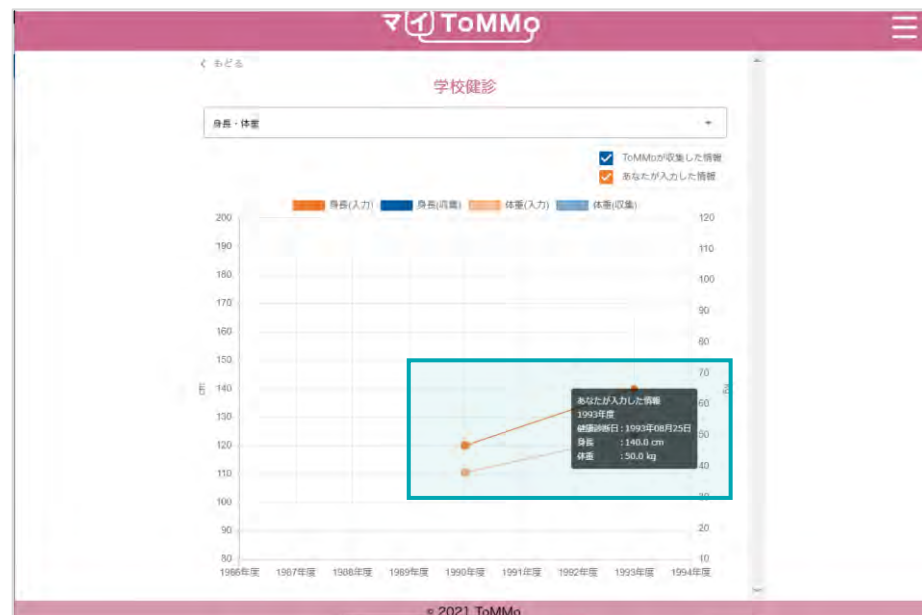 マイ ToMMo
もどる
学校健診
身長・体重
ToMMoが収集した情報
あなたが入力した情報
身長(入力) 身長(収集) 体重(入力) 体重(収集)
200 120
190 110
180 100
170 90
160 80
150 70
cm 140 60 kg
130 50
120 40
110 30
100 20
90 10
80
あなたが入力した情報
1993年度
健康診断日:1993年08月25日
身長 :140.0 cm
体重 :50.0 kg
1986年度 1987年度 1988年度 1989年度 1990年度 1991年度 1992年度 1993年度 1994年度
© 2021 ToMMo